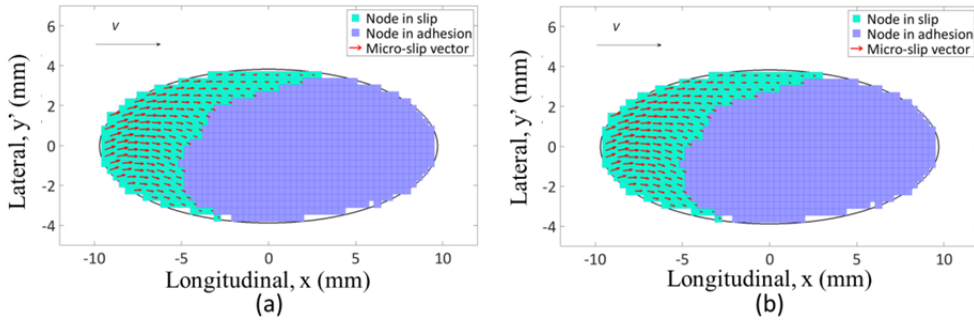 v
Node in slip
Node in adhesion
Micro-slip vector
6
4
2
0
-2
-4
Lateral, y' (mm)
-10
-5
0
5
10
Longitudinal, x (mm)
(a)
v
Node in slip
Node in adhesion
Micro-slip vector
6
4
2
0
-2
-4
Lateral, y' (mm)
-10
-5
0
5
10
Longitudinal, x (mm)
(b)